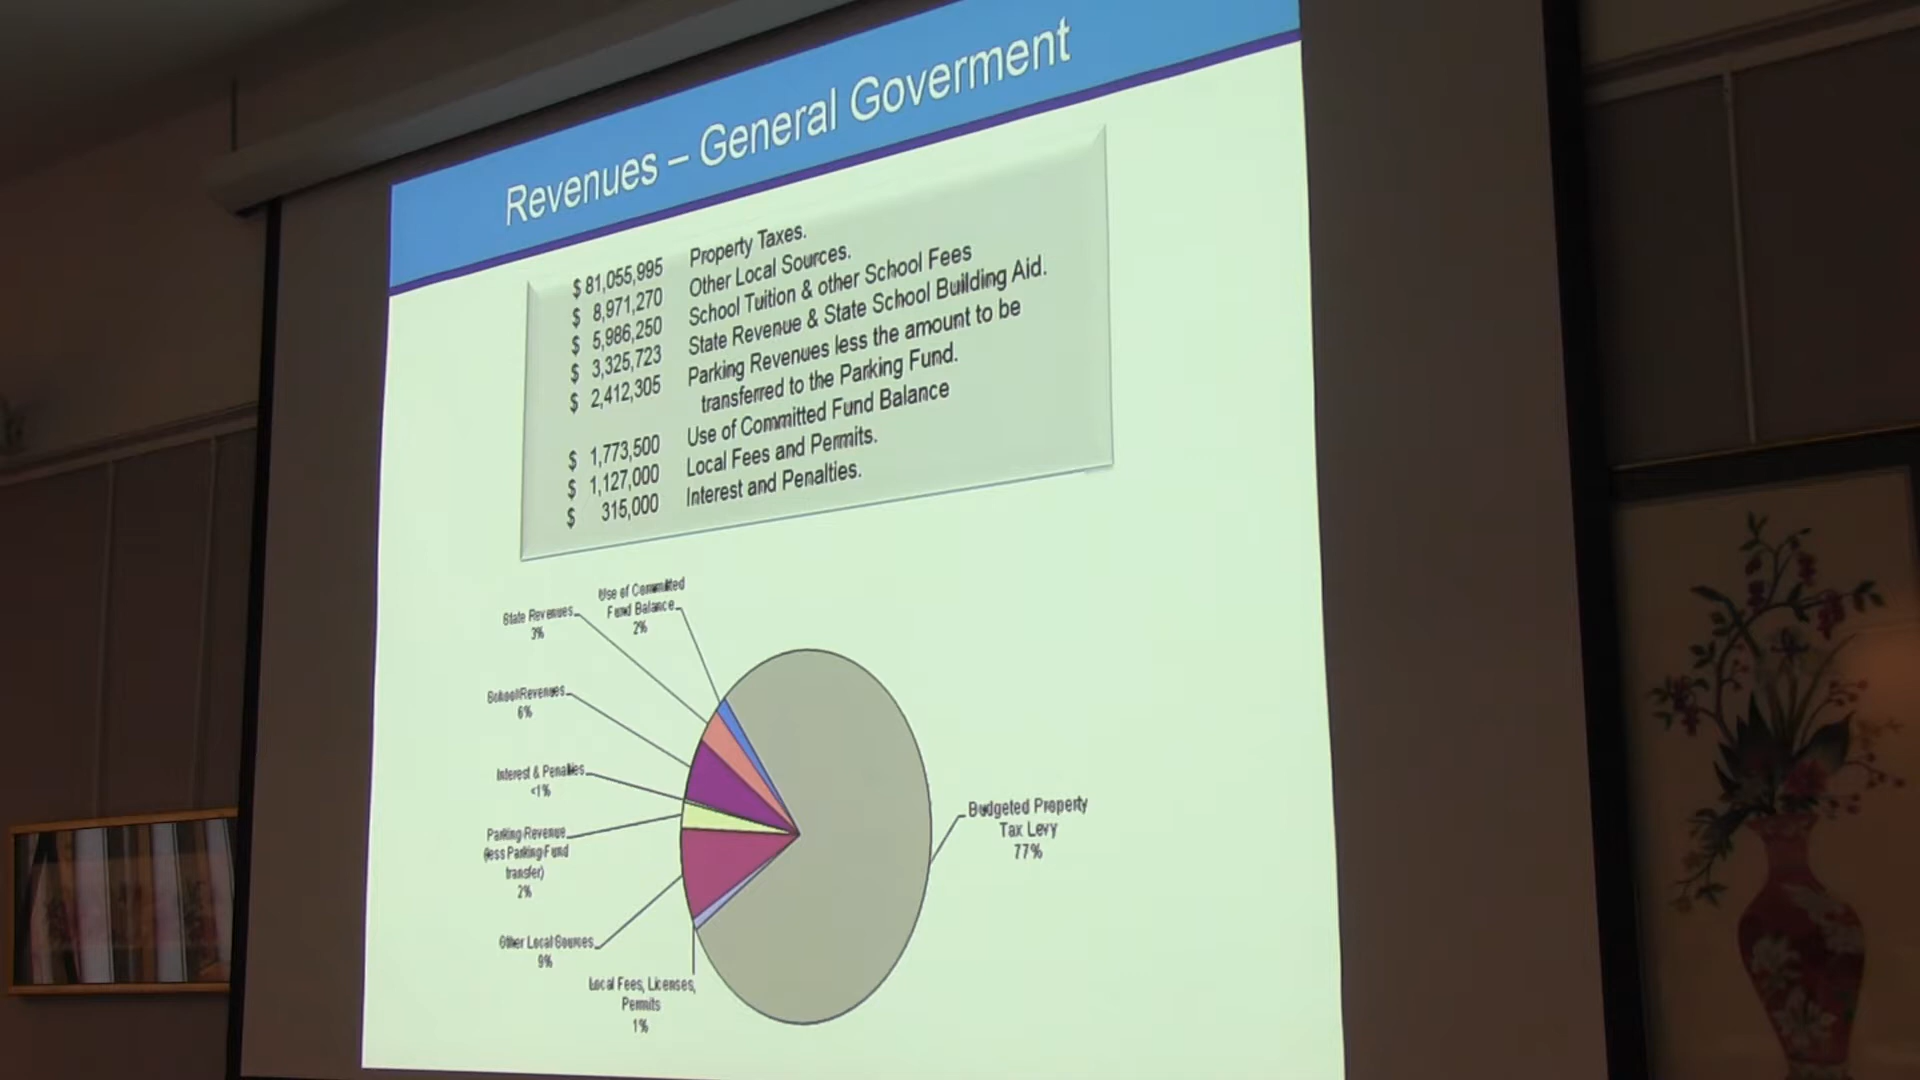 Revenues – General Goverment
$ 81,055,995 Property Taxes.
$ 8,971,270 Other Local Sources.
$ 5,986,250 School Tuition & other School Fees
$ 3,325,723 State Revenue & State School Building Aid.
$ 2,412,305 Parking Revenues less the amount to be
transferred to the Parking Fund.
$ 1,773,500 Use of Committed Fund Balance
$ 1,127,000 Local Fees and Permits.
$ 315,000 Interest and Penalties.
Use of Committed
Fund Balance
2%
State Revenues
3%
School Revenues
6%
Interest & Penalties
<1%
Parking Revenue
(less Parking Fund
transfer)
2%
Other Local Sources
9%
Local Fees, Licenses,
Permits
1%
Budgeted Property
Tax Levy
77%